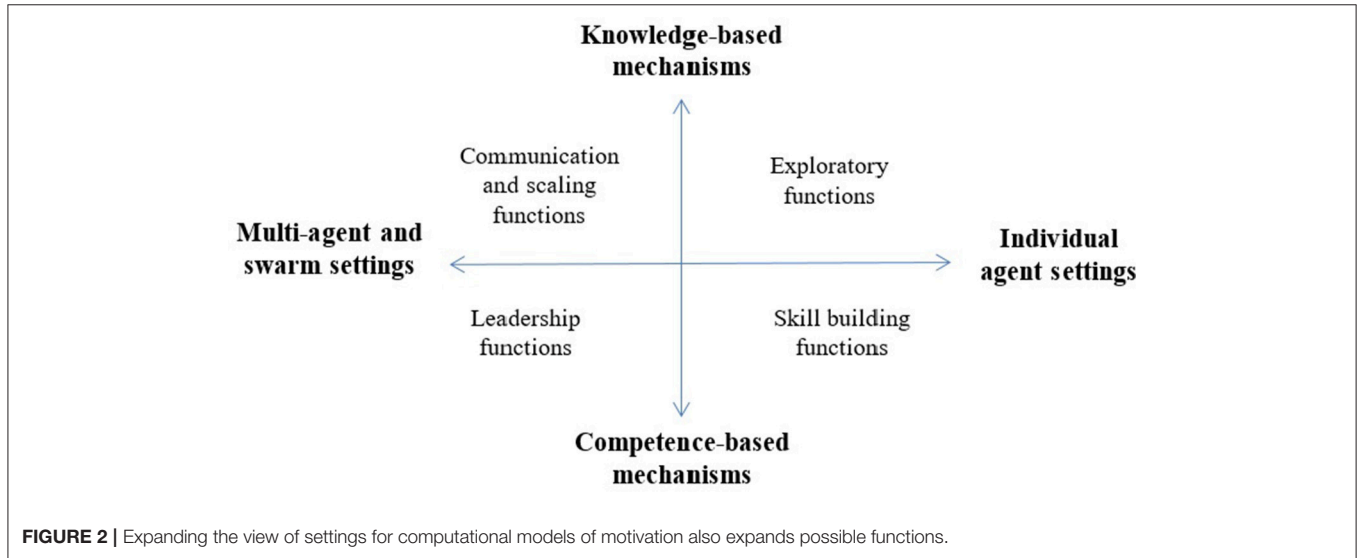 Knowledge-based
mechanisms
Communication
and scaling
functions
Exploratory
functions
Multi-agent and
swarm settings
Individual
agent settings
Leadership
functions
Skill building
functions
Competence-based
mechanisms
FIGURE 2 | Expanding the view of settings for computational models of motivation also expands possible functions.